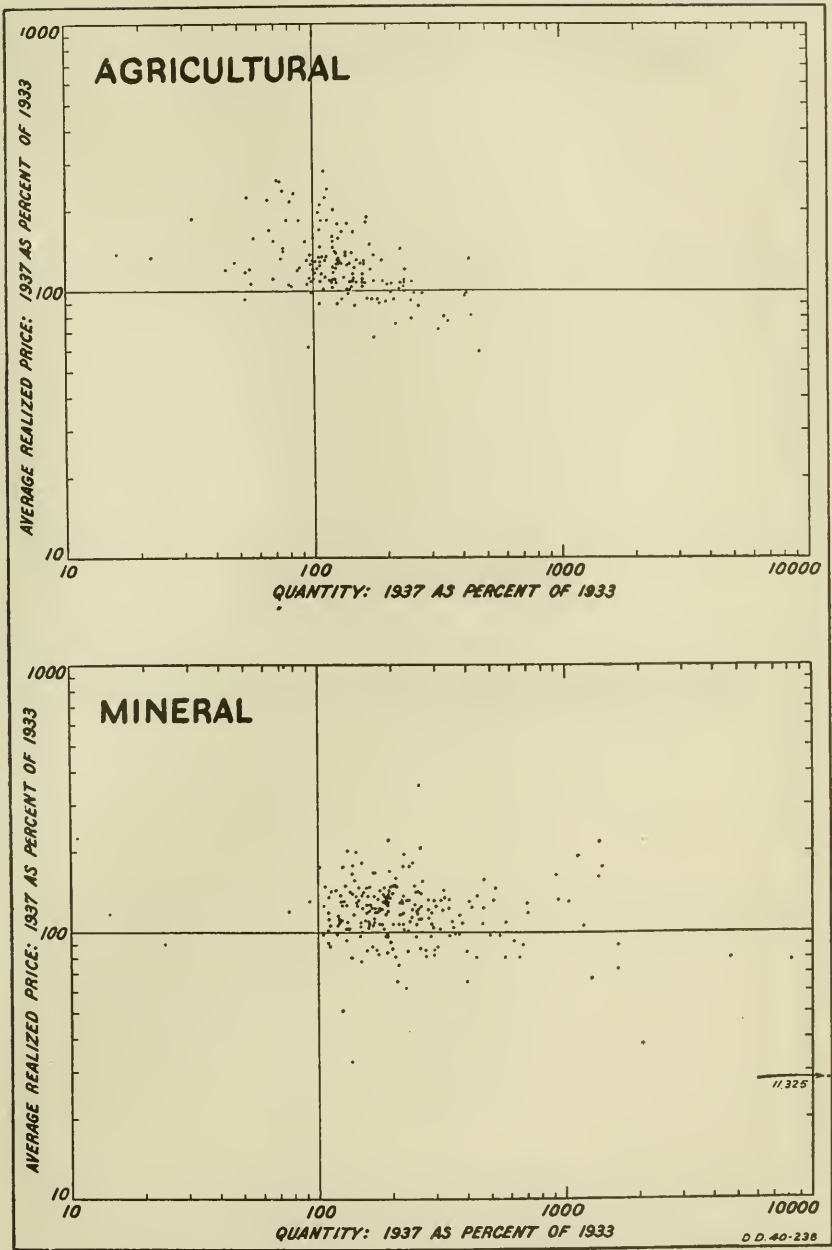 AGRICULTURAL
AVERAGE REALIZED PRICE: 1937 AS PERCENT OF 1933
1000
100
10
10 100 1000 10000
QUANTITY: 1937 AS PERCENT OF 1933
MINERAL
AVERAGE REALIZED PRICE: 1937 AS PERCENT OF 1933
1000
100
11,325
10
10 100 1000 10000
QUANTITY: 1937 AS PERCENT OF 1933
D D. 40-238